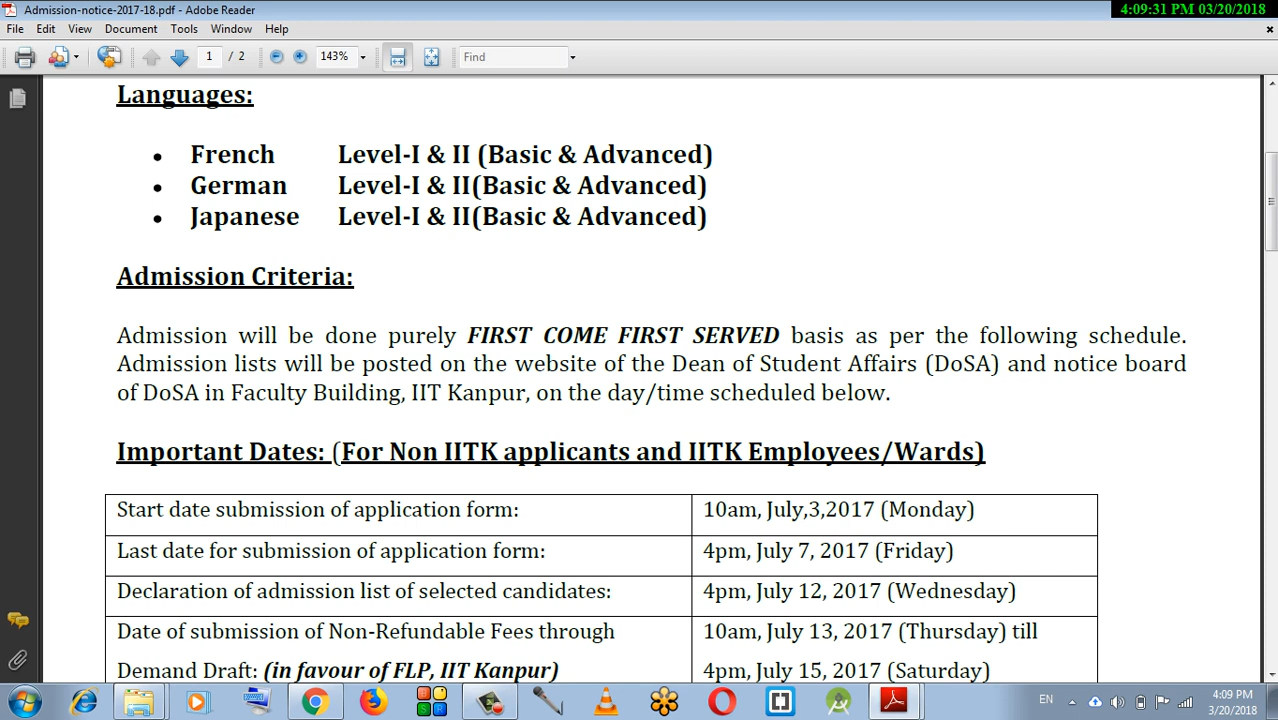 Admission-notice-2017-18.pdf - Adobe Reader
4:09:31 PM 03/20/2018
File Edit View Document Tools Window Help
1 / 2 143% Find
Languages:
• French Level-I & II (Basic & Advanced)
• German Level-I & II(Basic & Advanced)
• Japanese Level-I & II(Basic & Advanced)
Admission Criteria:
Admission will be done purely FIRST COME FIRST SERVED basis as per the following schedule.
Admission lists will be posted on the website of the Dean of Student Affairs (DoSA) and notice board
of DoSA in Faculty Building, IIT Kanpur, on the day/time scheduled below.
Important Dates: (For Non IITK applicants and IITK Employees/Wards)
Start date submission of application form: 10am, July,3,2017 (Monday)
Last date for submission of application form: 4pm, July 7, 2017 (Friday)
Declaration of admission list of selected candidates: 4pm, July 12, 2017 (Wednesday)
Date of submission of Non-Refundable Fees through 10am, July 13, 2017 (Thursday) till
Demand Draft: (in favour of FLP, IIT Kanpur) 4pm, July 15, 2017 (Saturday)
EN 4:09 PM
3/20/2018